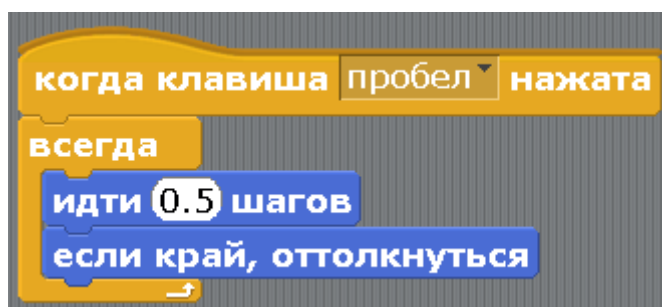 когда клавиша пробел нажата
всегда
идти 0.5 шагов
если край, оттолкнуться